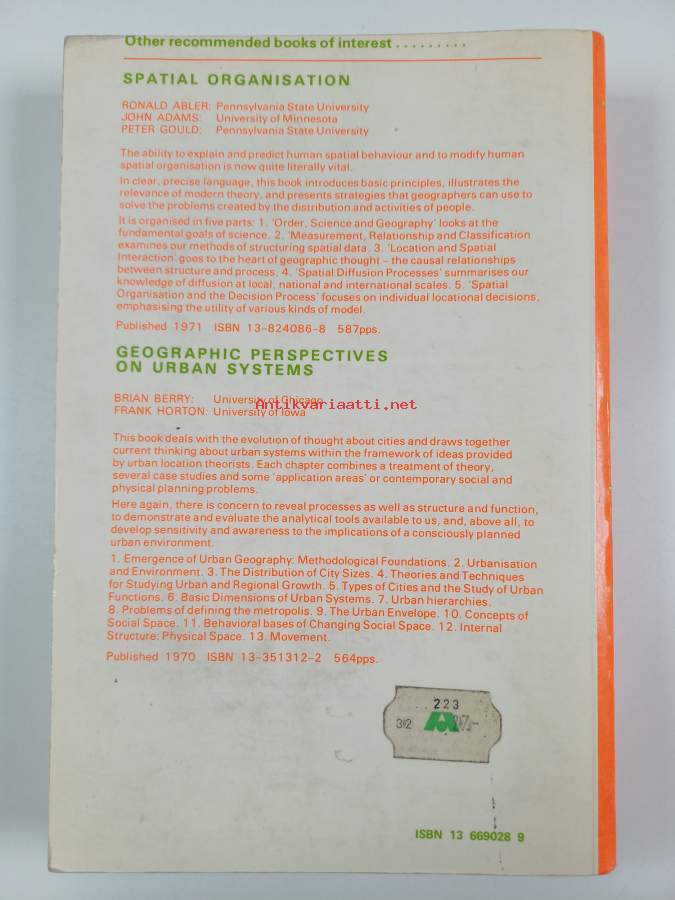 Other recommended books of interest . . . . . . . . .
SPATIAL ORGANISATION
RONALD ABLER: Pennsylvania State University
JOHN ADAMS: University of Minnesota
PETER GOULD: Pennsylvania State University
The ability to explain and predict human spatial behaviour and to modify human
spatial organisation is now quite literally vital.
In clear, precise language, this book introduces basic principles, illustrates the
relevance of modern theory, and presents strategies that geographers can use to
solve the problems created by the distribution and activities of people.
It is organised in five parts: 1. 'Order, Science and Geography' looks at the
fundamental goals of science. 2. 'Measurement, Relationship and Classification
examines our methods of structuring spatial data. 3. 'Location and Spatial
Interaction' goes to the heart of geographic thought – the causal relationships
between structure and process. 4. 'Spatial Diffusion Processes' summarises our
knowledge of diffusion at local, national and international scales. 5. 'Spatial
Organisation and the Decision Process' focuses on individual locational decisions,
emphasising the utility of various kinds of model.
Published 1971 ISBN 13-824086-8 587pps.
GEOGRAPHIC PERSPECTIVES
ON URBAN SYSTEMS
BRIAN BERRY: University of Chicago
Antikvariaatti.net
FRANK HORTON: University of Iowa
This book deals with the evolution of thought about cities and draws together
current thinking about urban systems within the framework of ideas provided
by urban location theorists. Each chapter combines a treatment of theory,
several case studies and some 'application areas' or contemporary social and
physical planning problems.
Here again, there is concern to reveal processes as well as structure and function,
to demonstrate and evaluate the analytical tools available to us, and, above all, to
develop sensitivity and awareness to the implications of a consciously planned
urban environment.
1. Emergence of Urban Geography: Methodological Foundations. 2. Urbanisation
and Environment. 3. The Distribution of City Sizes. 4. Theories and Techniques
for Studying Urban and Regional Growth. 5. Types of Cities and the Study of Urban
Functions. 6. Basic Dimensions of Urban Systems. 7. Urban hierarchies.
8. Problems of defining the metropolis. 9. The Urban Envelope. 10. Concepts of
Social Space. 11. Behavioral bases of Changing Social Space. 12. Internal
Structure: Physical Space. 13. Movement.
Published 1970 ISBN 13-351312-2 564pps.
223
ISBN 13 669028 9